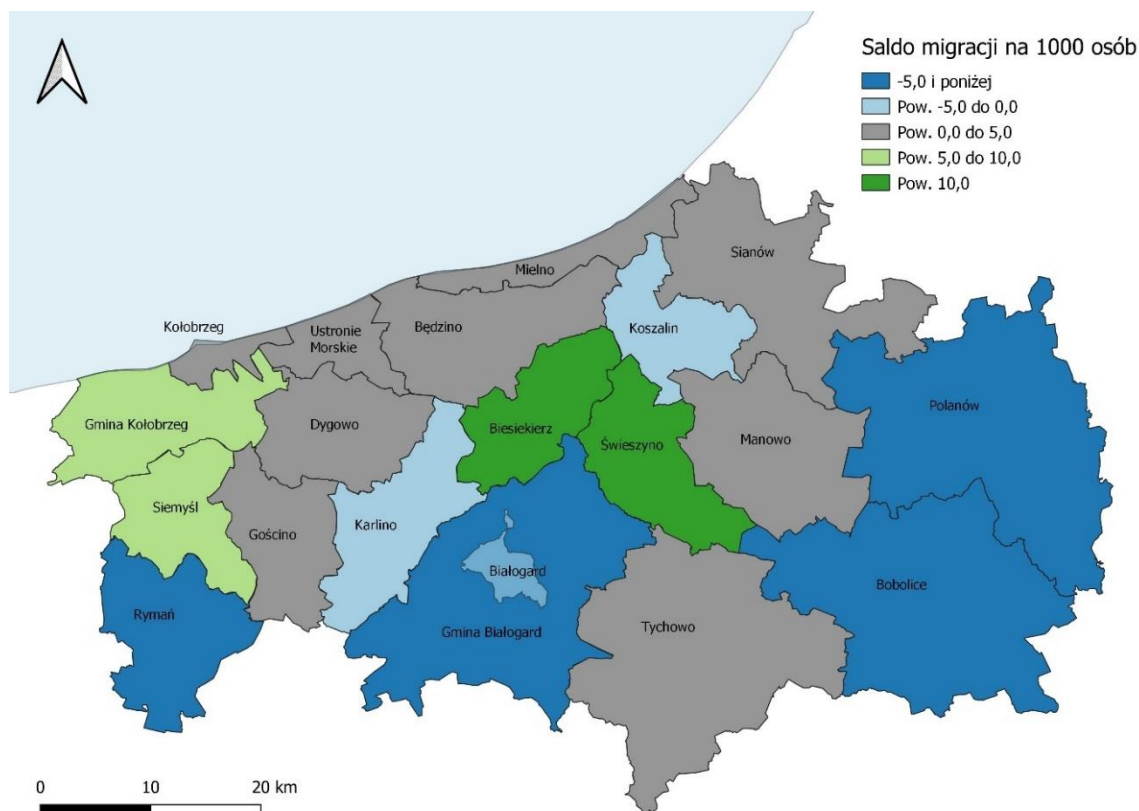 Saldo migracji na 1000 osób
-5,0 i poniżej
Pow. -5,0 do 0,0
Pow. 0,0 do 5,0
Pow. 5,0 do 10,0
Pow. 10,0
Sianów
Mielno
Kołobrzeg
Ustronie
Morskie
Będzino
Koszalin
Polanów
Gmina Kołobrzeg
Dygowo
Biesiekierz
Świeszyno
Manowo
Siemyśl
Gościno
Karlino
Białogard
Bobolice
Rymań
Gmina Białogard
Tychowo
0 10 20 km